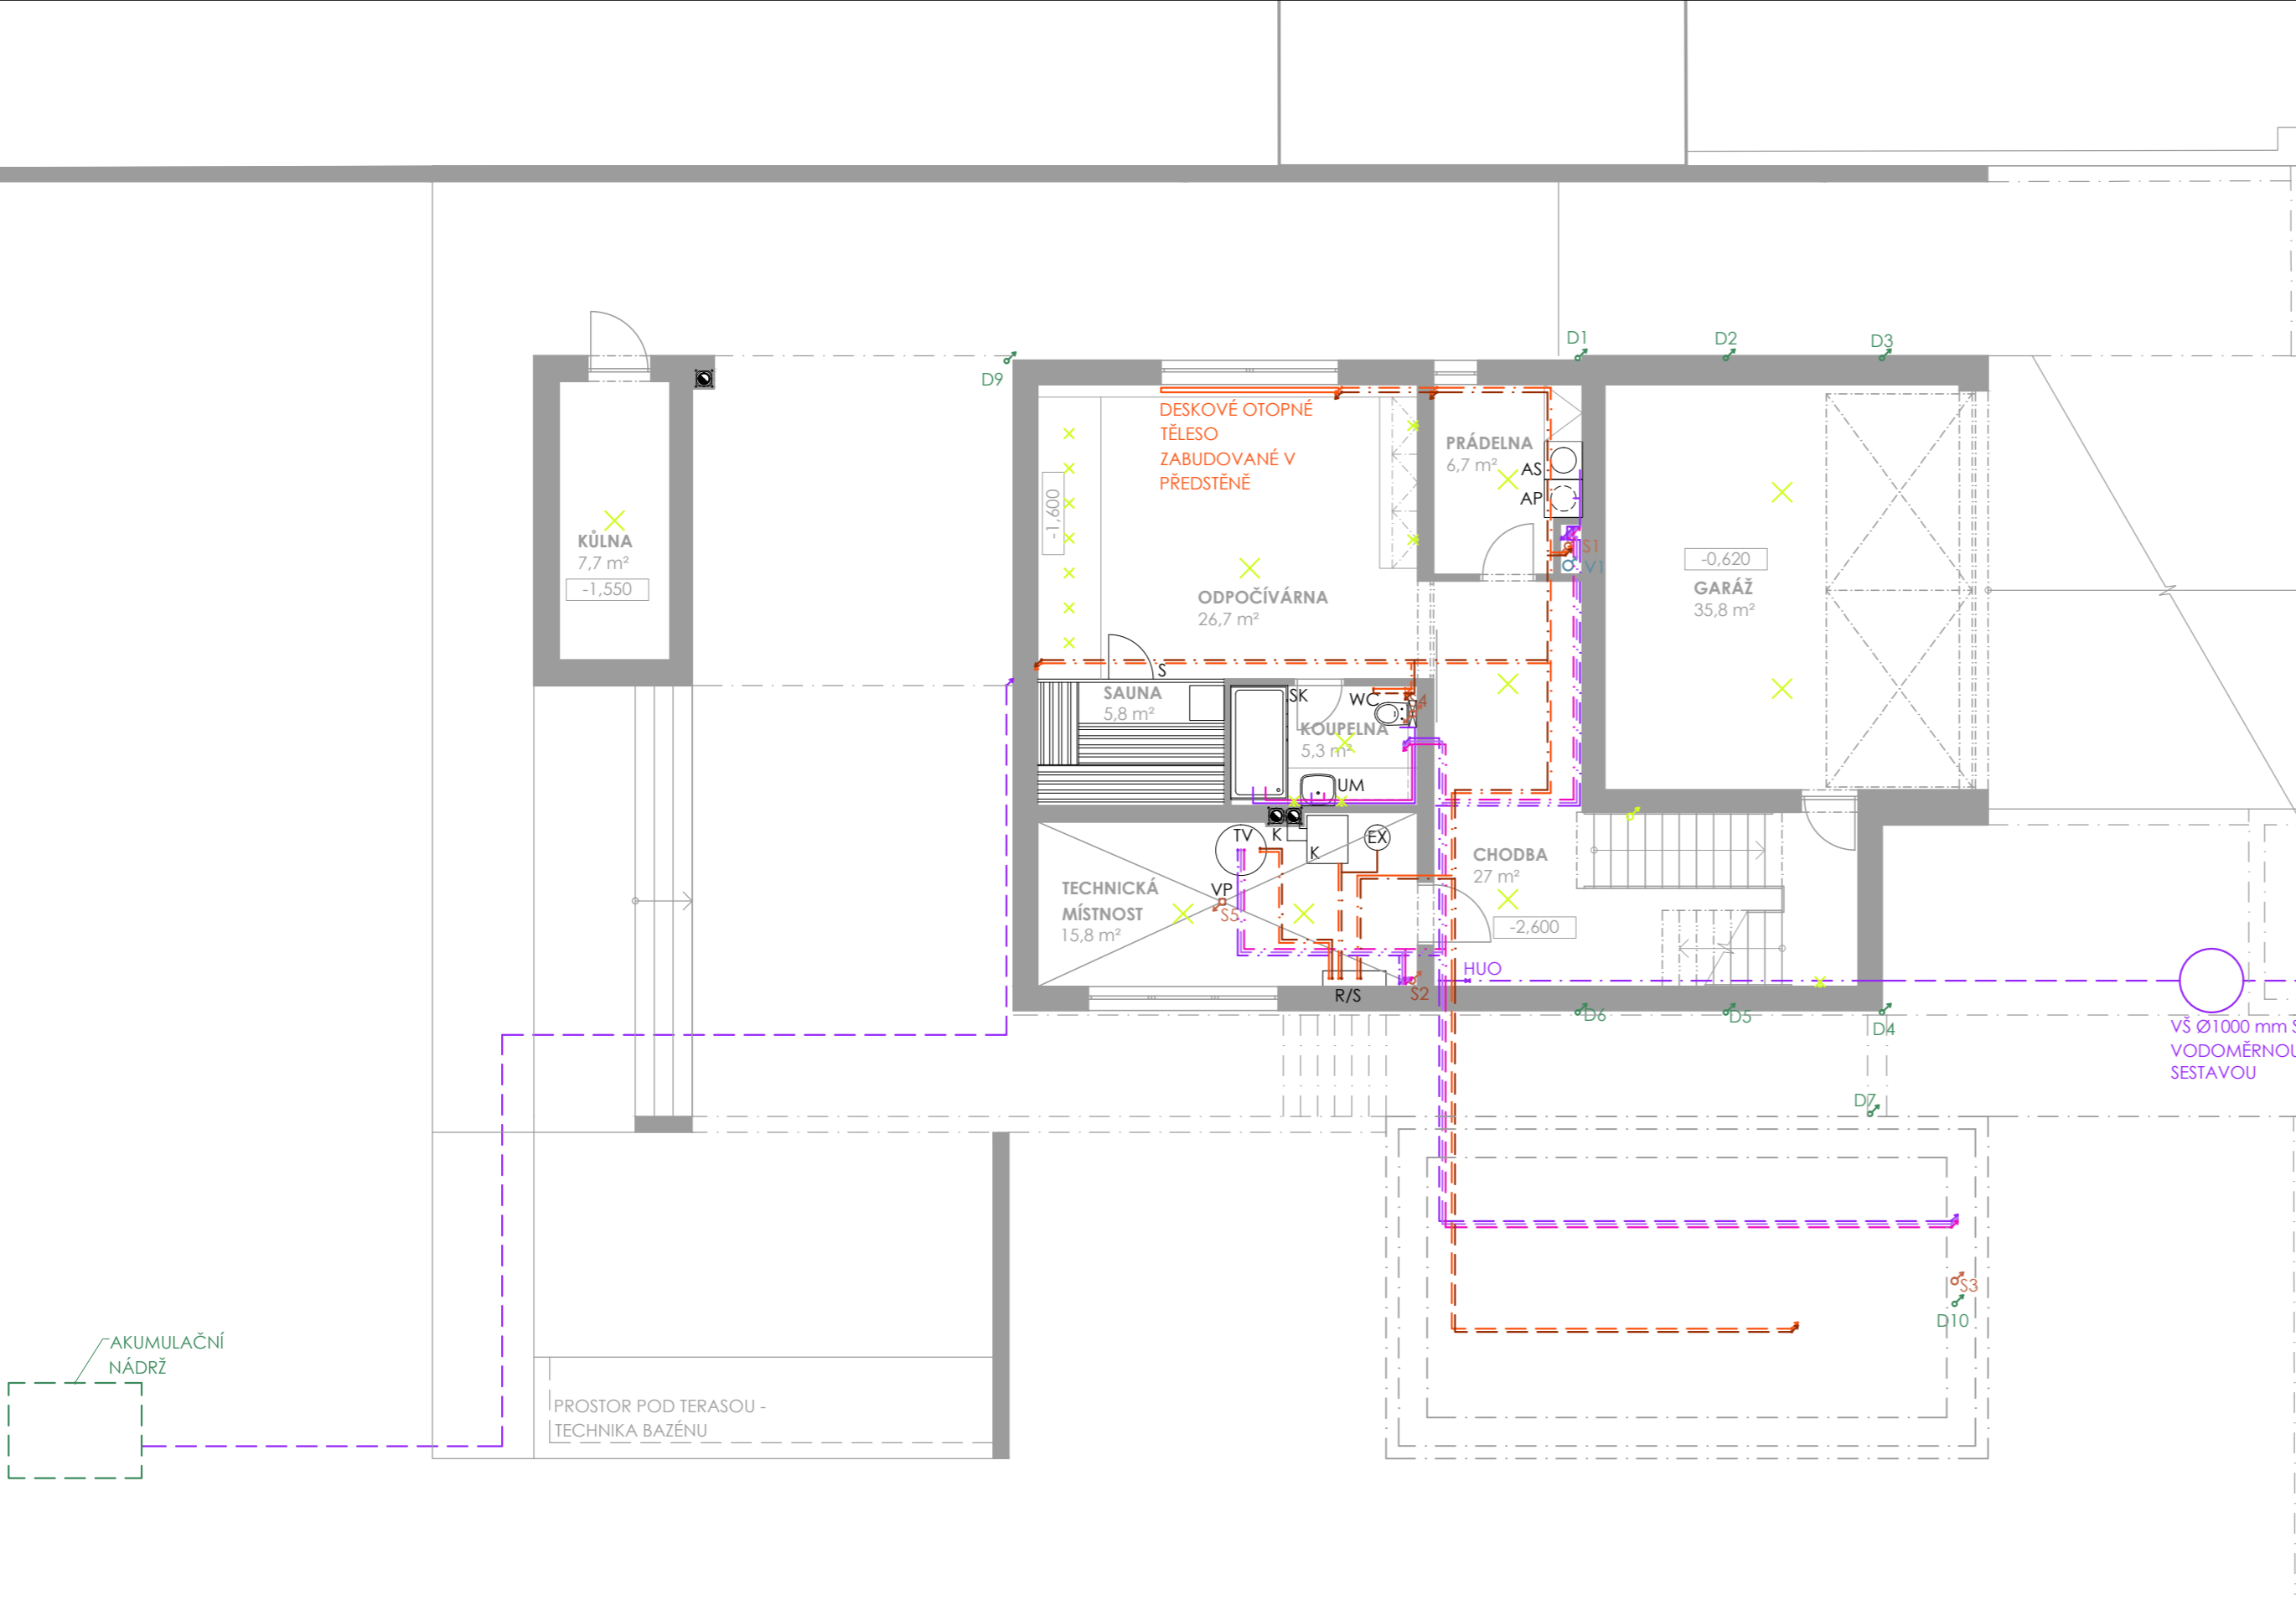 D1
D2
D3
D9
DESKOVÉ OTOPNÉ
TĚLESO
ZABUDOVANÉ V
PŘEDSTĚNĚ
PRÁDELNA
6,7 m²
AS
AP
-1,600
KŮLNA
7,7 m²
-1,550
S1
V1
-0,620
GARÁŽ
35,8 m²
ODPOČÍVÁRNA
26,7 m²
S
SAUNA
5,8 m²
SK
WC
KOUPELNA
5,3 m²
UM
TV
K
K
EX
CHODBA
27 m²
TECHNICKÁ
MÍSTNOST
15,8 m²
VP
S5
-2,600
HUO
R/S
S2
D6
D5
D4
VŠ Ø1000 mm S
VODOMĚRNOU
SESTAVOU
D7
S3
D10
AKUMULAČNÍ
NÁDRŽ
PROSTOR POD TERASOU -
TECHNIKA BAZÉNU